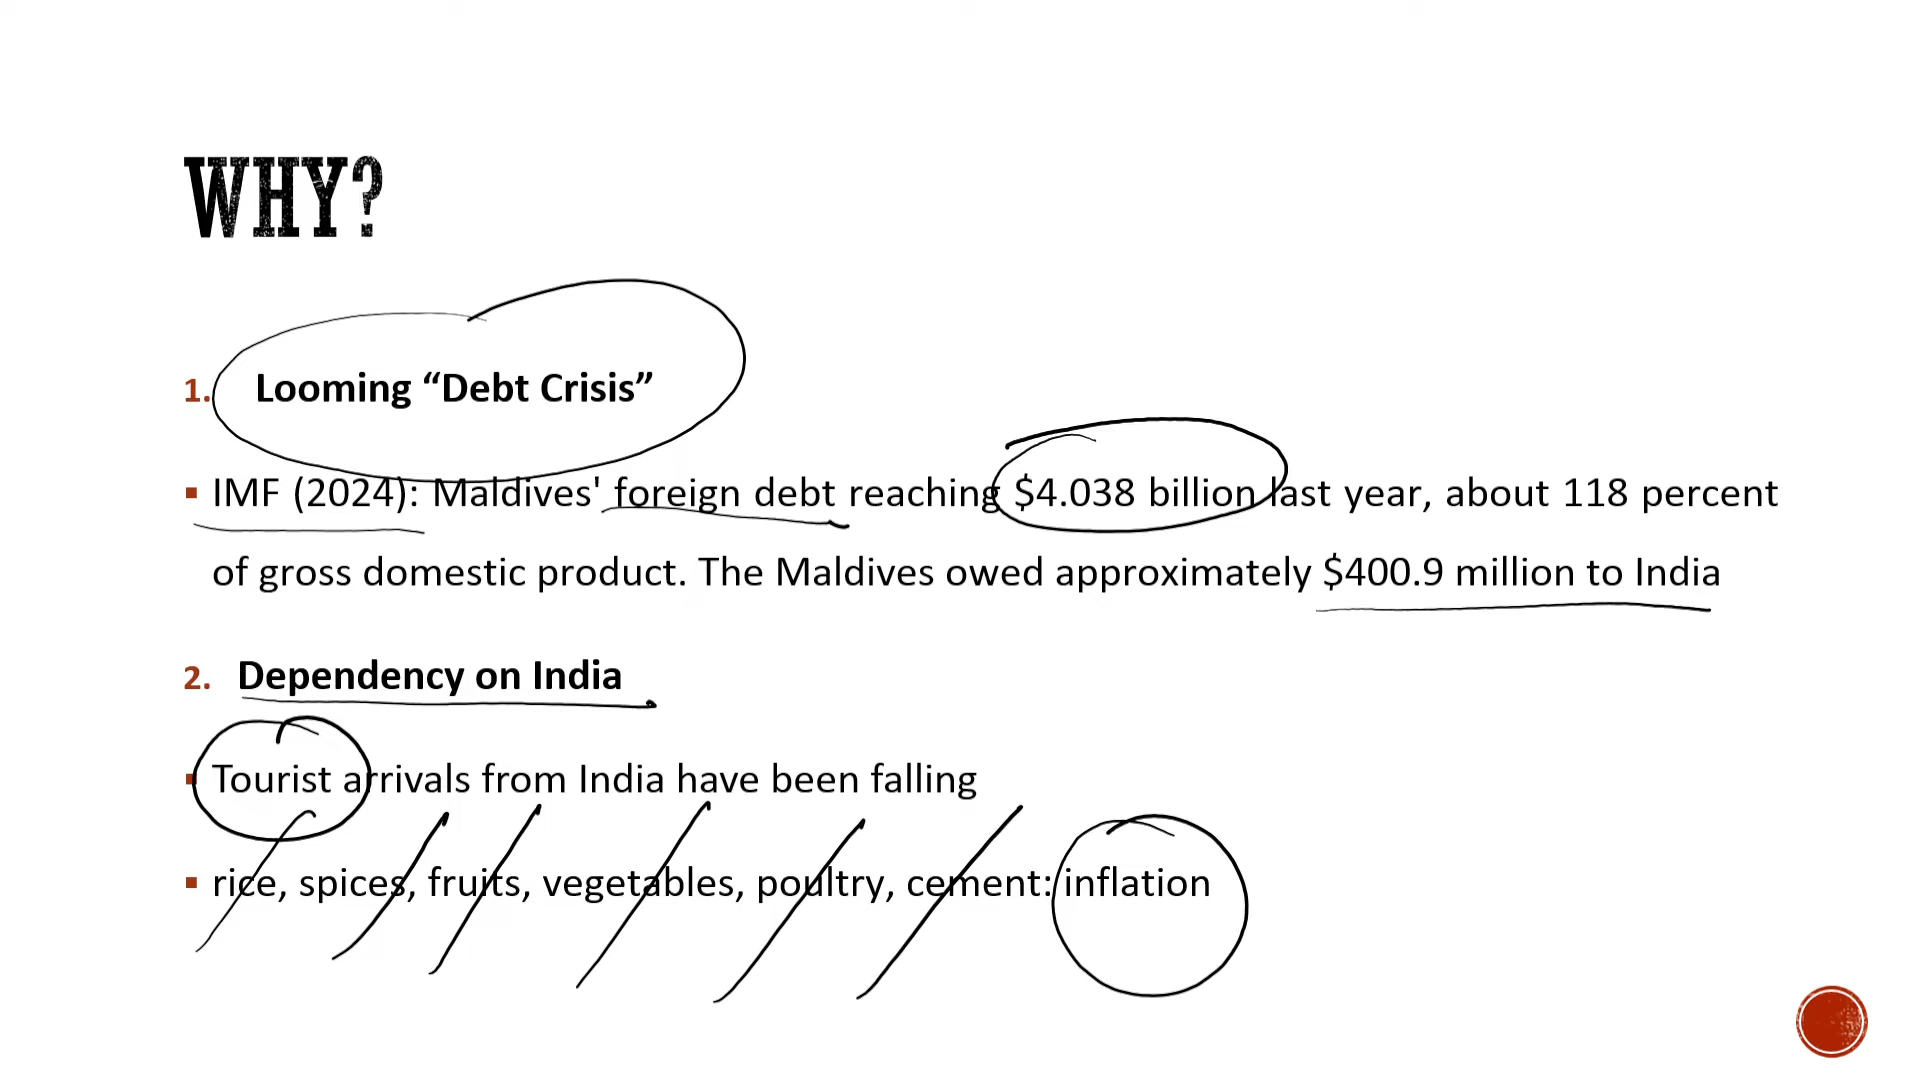 WHY?
1. Looming “Debt Crisis”
▪ IMF (2024): Maldives' foreign debt reaching $4.038 billion last year, about 118 percent
of gross domestic product. The Maldives owed approximately $400.9 million to India
2. Dependency on India
▪ Tourist arrivals from India have been falling
▪ rice, spices, fruits, vegetables, poultry, cement: inflation